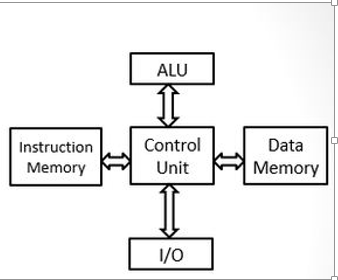 ALU
Instruction
Memory
Control
Unit
Data
Memory
I/O